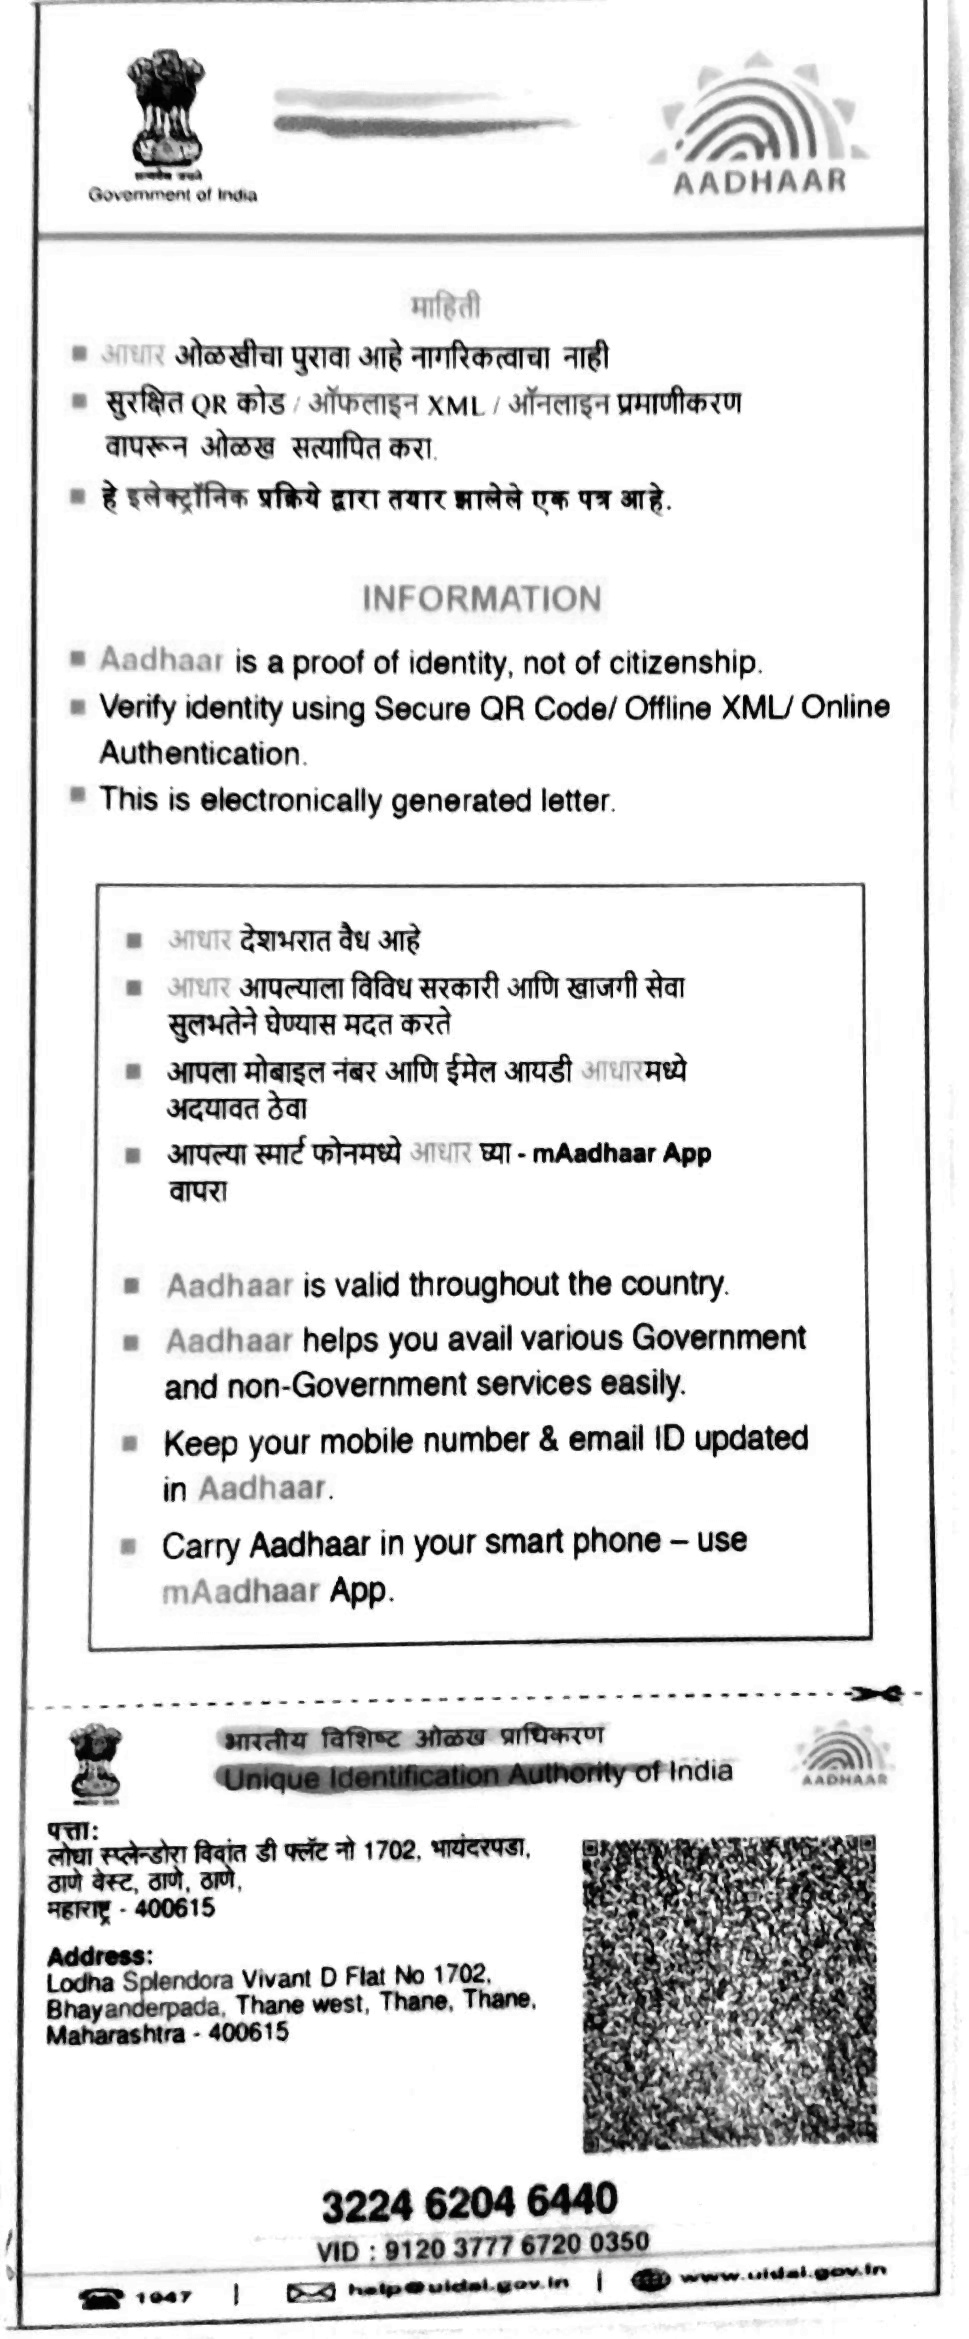 Government of India
AADHAAR
माहिती
आधार ओळखीचा पुरावा आहे नागरिकत्वाचा नाही
सुरक्षित QR कोड / ऑफलाइन XML / ऑनलाइन प्रमाणीकरण
वापरून ओळख सत्यापित करा.
हे इलेक्ट्रॉनिक प्रक्रिये द्वारा तयार झालेले एक पत्र आहे.
INFORMATION
Aadhaar is a proof of identity, not of citizenship.
Verify identity using Secure QR Code/ Offline XML/ Online
Authentication.
This is electronically generated letter.
आधार देशभरात वैध आहे
आधार आपल्याला विविध सरकारी आणि खाजगी सेवा
सुलभतेने घेण्यास मदत करते
आपला मोबाइल नंबर आणि ईमेल आयडी आधारमध्ये
अदयावत ठेवा
आपल्या स्मार्ट फोनमध्ये आधार घ्या - mAadhaar App
वापरा
Aadhaar is valid throughout the country.
Aadhaar helps you avail various Government
and non-Government services easily.
Keep your mobile number & email ID updated
in Aadhaar.
Carry Aadhaar in your smart phone – use
mAadhaar App.
भारतीय विशिष्ट ओळख प्राधिकरण
Unique Identification Authority of India
AADHAAR
पत्ता:
लोधा स्प्लेन्डोरा विवांत डी फ्लॅट नो 1702, भायंदरपडा,
ठाणे वेस्ट, ठाणे, ठाणे,
महाराष्ट्र - 400615
Address:
Lodha Splendora Vivant D Flat No 1702,
Bhayanderpada, Thane west, Thane, Thane,
Maharashtra - 400615
3224 6204 6440
VID : 9120 3777 6720 0350
1947 | help@uidai.gov.in | www.uidai.gov.in